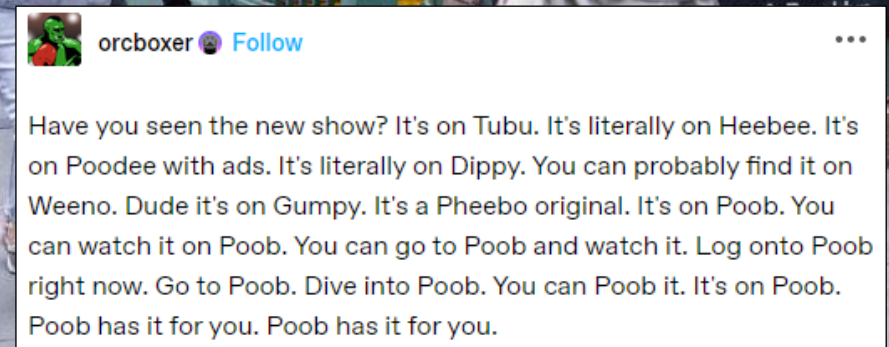 orcboxer Follow
Have you seen the new show? It's on Tubu. It's literally on Heebee. It's
on Poodee with ads. It's literally on Dippy. You can probably find it on
Weeno. Dude it's on Gumpy. It's a Pheebo original. It's on Poob. You
can watch it on Poob. You can go to Poob and watch it. Log onto Poob
right now. Go to Poob. Dive into Poob. You can Poob it. It's on Poob.
Poob has it for you. Poob has it for you.